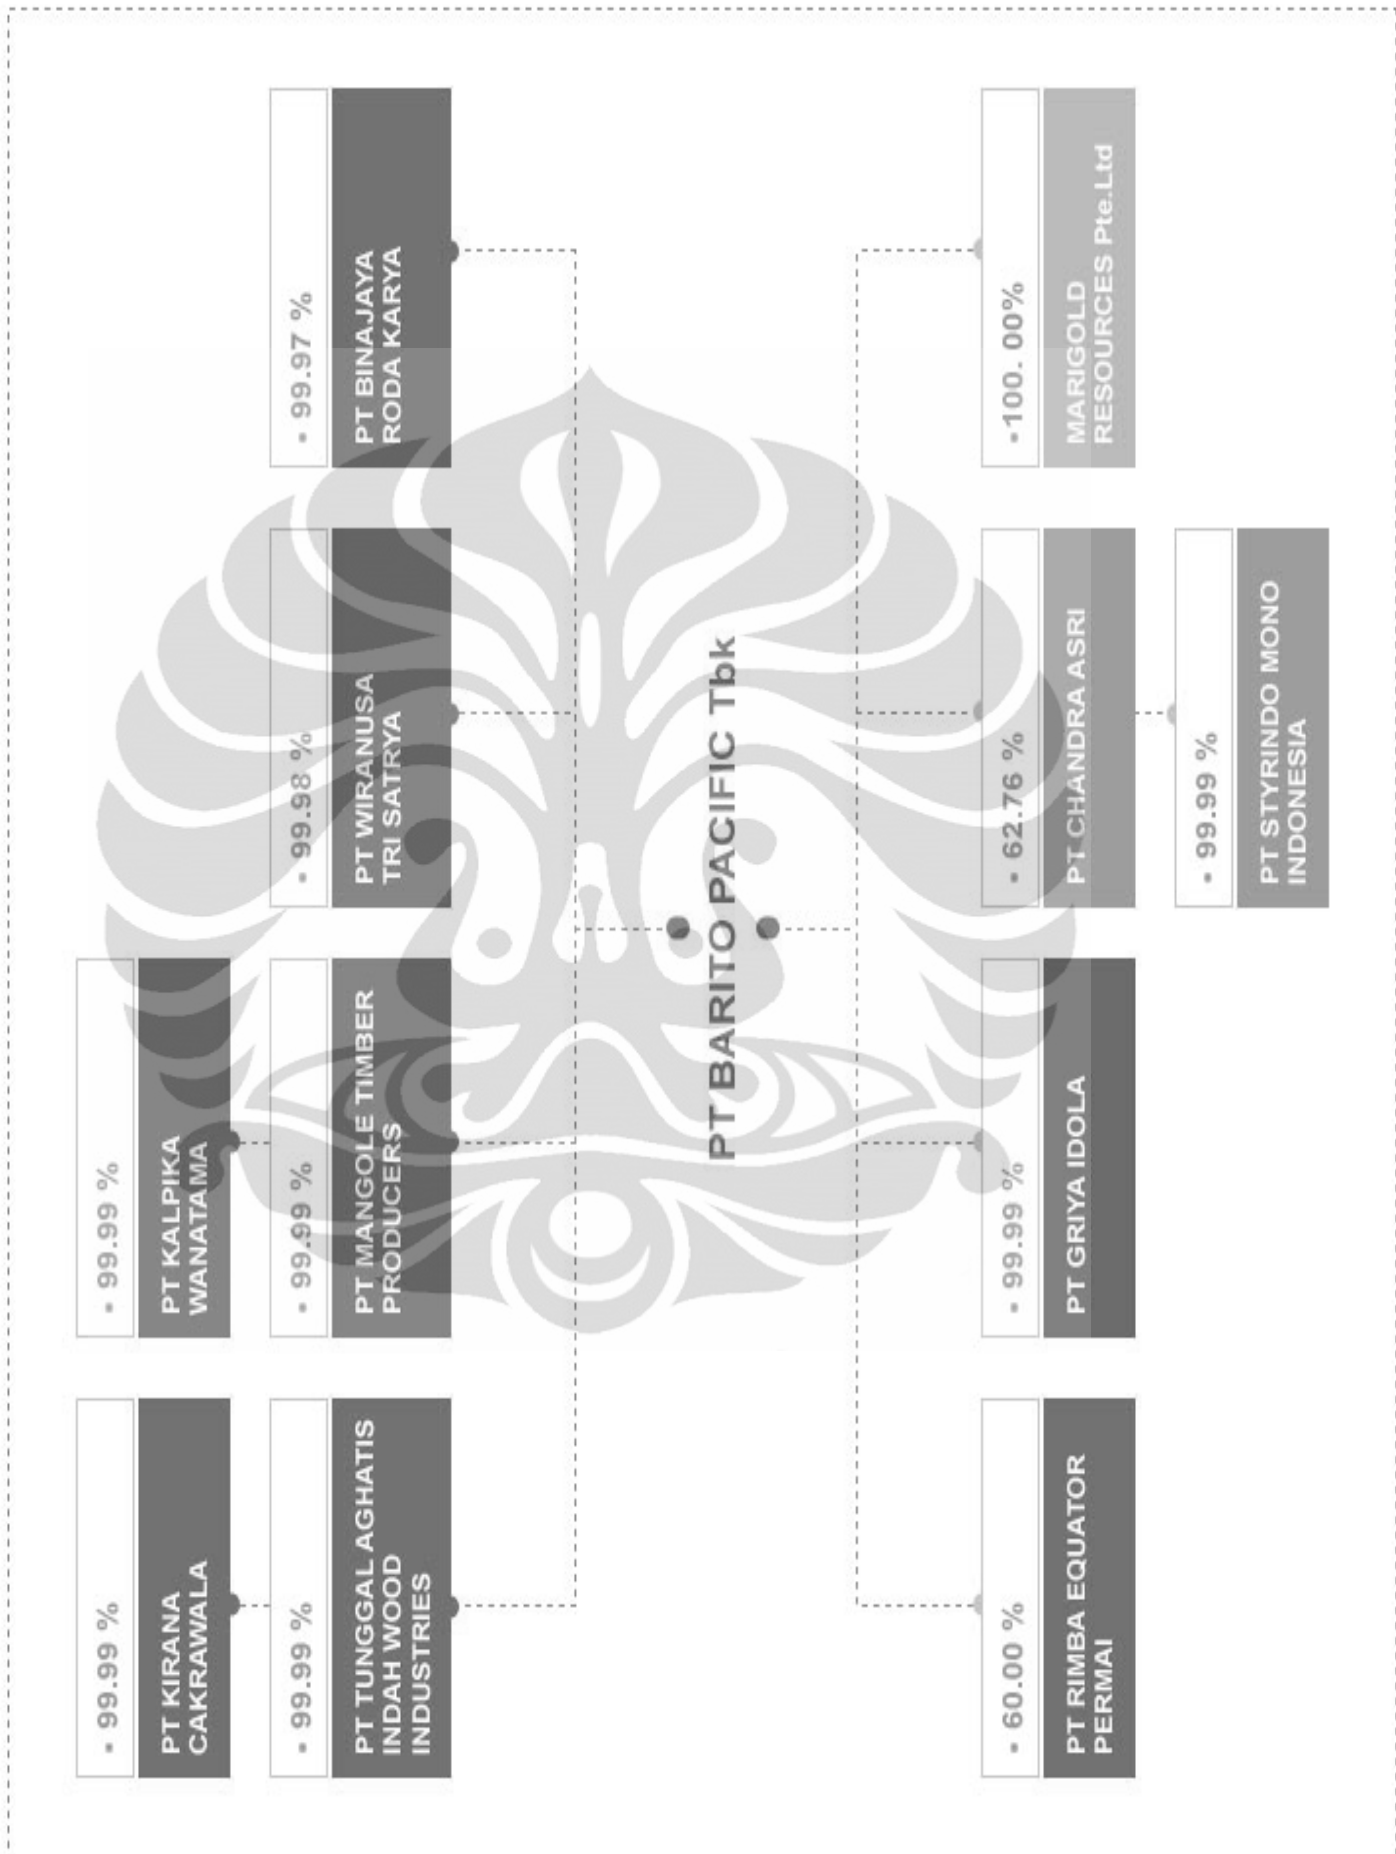 • 99.99 %
PT KIRANA
CAKRAWALA
• 99.99 %
PT KALPIKA
WANATAMA
• 99.99 %
PT TUNGGAL AGHATIS
INDAH WOOD
INDUSTRIES
• 99.99 %
PT MANGOLE TIMBER
PRODUCERS
• 99.98 %
PT WIRANUSA
TRI SATRYA
• 99.97 %
PT BINAJAYA
RODA KARYA
PT BARITO PACIFIC Tbk
• 60.00 %
PT RIMBA EQUATOR
PERMAI
• 99.99 %
PT GRIYA IDOLA
• 62.76 %
PT CHANDRA ASRI
•100. 00%
MARIGOLD
RESOURCES Pte.Ltd
• 99.99 %
PT STYRINDO MONO
INDONESIA